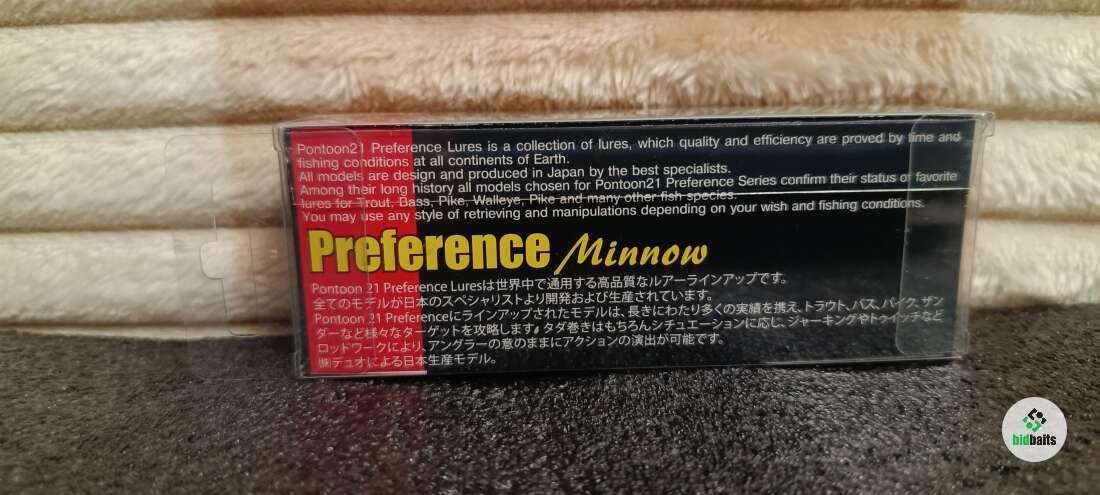 Pontoon21 Preference Lures is a collection of lures, which quality and efficiency are proved by time and
fishing conditions at all continents of Earth.
All models are design and produced in Japan by the best specialists.
Among their long history all models chosen for Pontoon21 Preference Series confirm their status of favorite
lures for Trout, Bass, Pike, Walleye, Pike and many other fish species.
You may use any style of retrieving and manipulations depending on your wish and fishing conditions.
Preference Minnow
Pontoon 21 Preference Luresは世界中で通用する高品質なルアーラインアップです。
全てのモデルが日本のスペシャリストより開発および生産されています。
Pontoon 21 Preferenceにラインアップされたモデルは、長きにわたり多くの実績を携え、トラウト、バス、パイク、ザン
ダーなど様々なターゲットを攻略します。タダ巻きはもちろんシチュエーションに応じ、ジャーキングやトゥイッチなど
ロッドワークにより、アングラーの意のままにアクションの演出が可能です。
㈱デュオによる日本生産モデル。
bidbaits